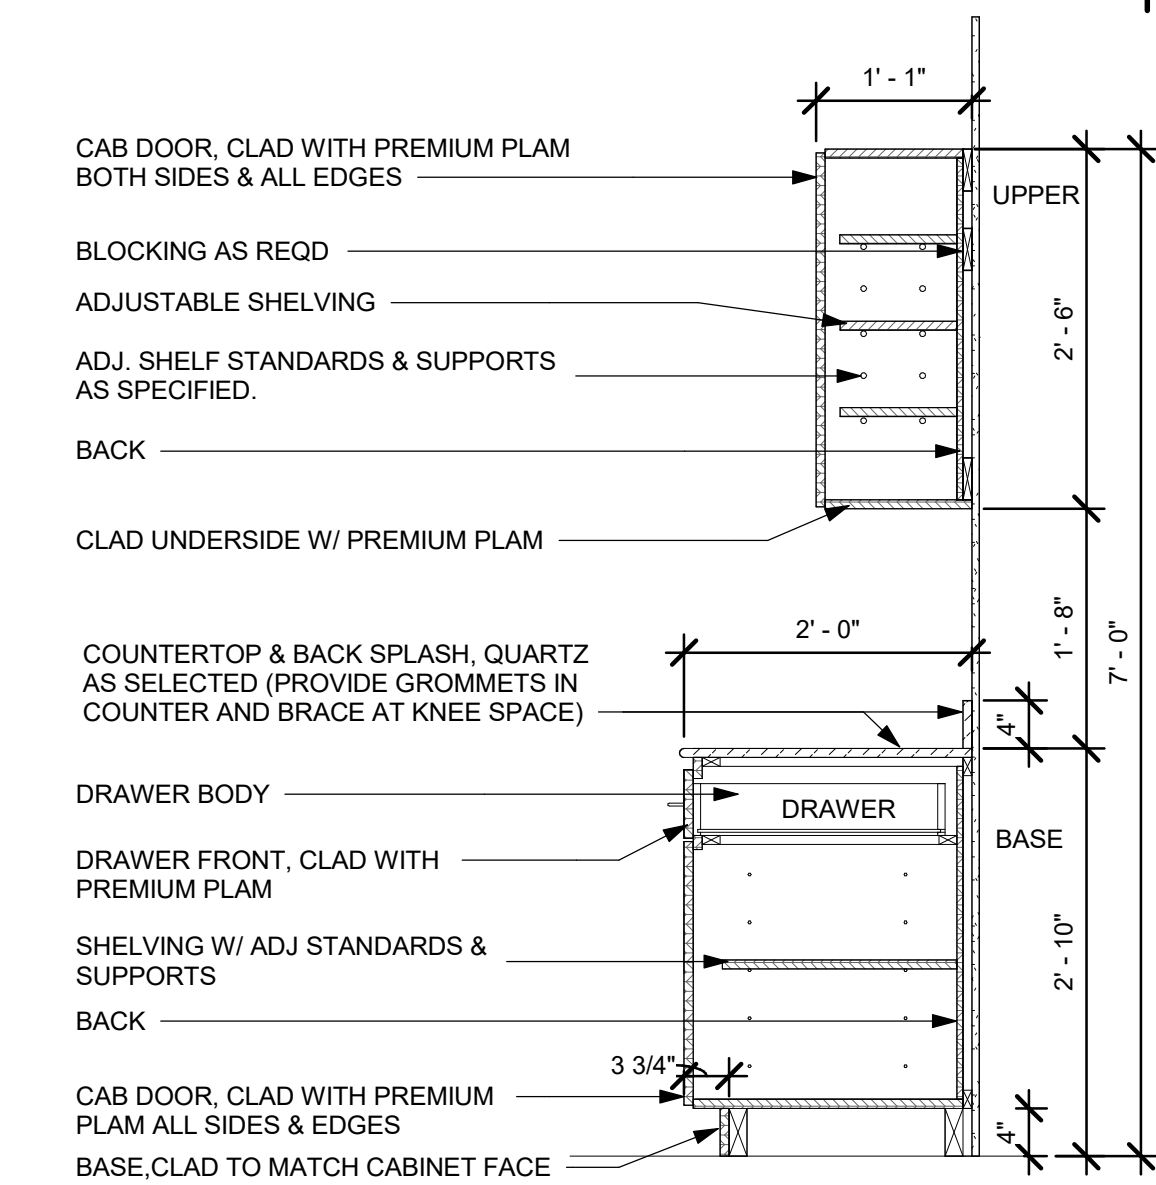 1' - 1"
CAB DOOR, CLAD WITH PREMIUM PLAM
BOTH SIDES & ALL EDGES
UPPER
BLOCKING AS REQD
ADJUSTABLE SHELVING
2' - 6"
ADJ. SHELF STANDARDS & SUPPORTS
AS SPECIFIED.
BACK
CLAD UNDERSIDE W/ PREMIUM PLAM
2' - 0"
1' - 8"
7' - 0"
COUNTERTOP & BACK SPLASH, QUARTZ
AS SELECTED (PROVIDE GROMMETS IN
COUNTER AND BRACE AT KNEE SPACE)
4"
DRAWER BODY
DRAWER
BASE
DRAWER FRONT, CLAD WITH
PREMIUM PLAM
2' - 10"
SHELVING W/ ADJ STANDARDS &
SUPPORTS
BACK
3 3/4"
CAB DOOR, CLAD WITH PREMIUM
PLAM ALL SIDES & EDGES
4"
BASE,CLAD TO MATCH CABINET FACE